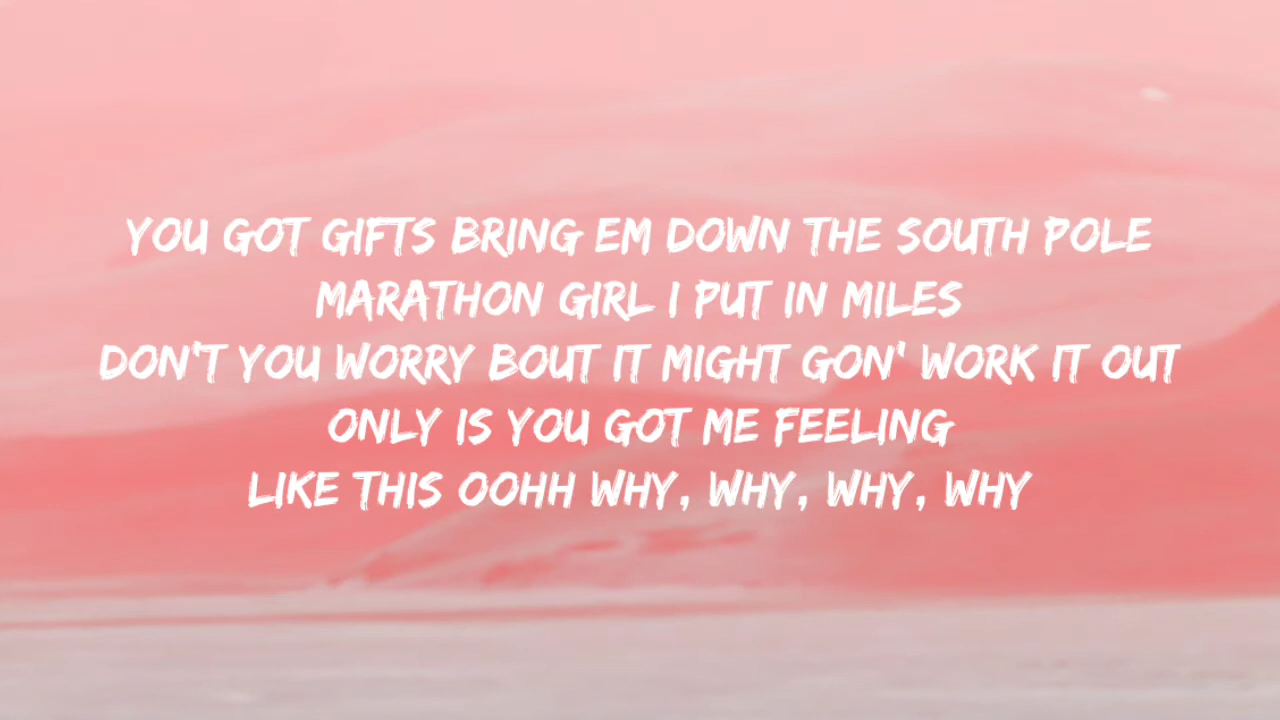 YOU GOT GIFTS BRING EM DOWN THE SOUTH POLE
MARATHON GIRL I PUT IN MILES
DON'T YOU WORRY BOUT IT MIGHT GON' WORK IT OUT
ONLY IS YOU GOT ME FEELING
LIKE THIS OOHH WHY, WHY, WHY, WHY